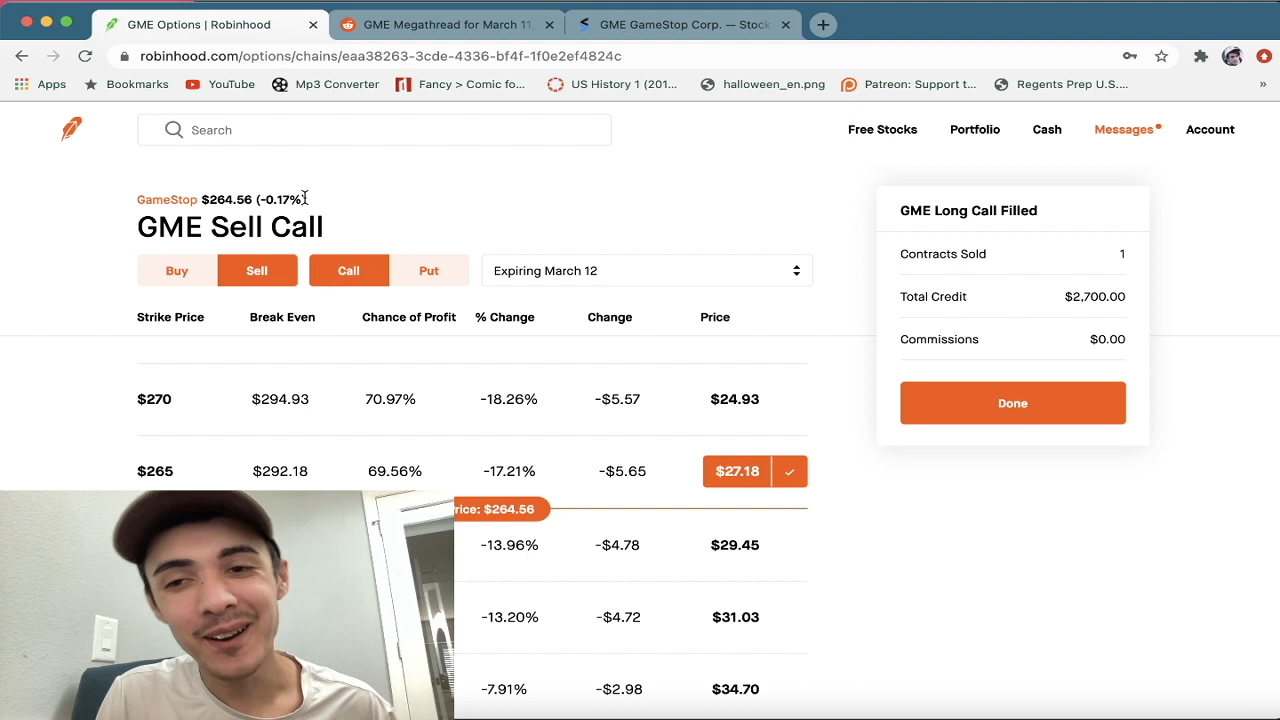 GME Options | Robinhood
GME Megathread for March 11,
GME GameStop Corp. — Stock
robinhood.com/options/chains/eaa38263-3cde-4336-bf4f-1f0e2ef4824c
Apps
Bookmarks
YouTube
Mp3 Converter
Fancy > Comic fo...
US History 1 (201...
halloween_en.png
Patreon: Support t...
Regents Prep U.S....
»
Search
Free Stocks
Portfolio
Cash
Messages
Account
GameStop $264.56 (-0.17%
GME Sell Call
Buy
Sell
Call
Put
Expiring March 12
Strike Price Break Even Chance of Profit % Change Change Price
$270 $294.93 70.97% -18.26% -$5.57 $24.93
$265 $292.18 69.56% -17.21% -$5.65 $27.18
rice: $264.56
-13.96% -$4.78 $29.45
-13.20% -$4.72 $31.03
-7.91% -$2.98 $34.70
GME Long Call Filled
Contracts Sold 1
Total Credit $2,700.00
Commissions $0.00
Done